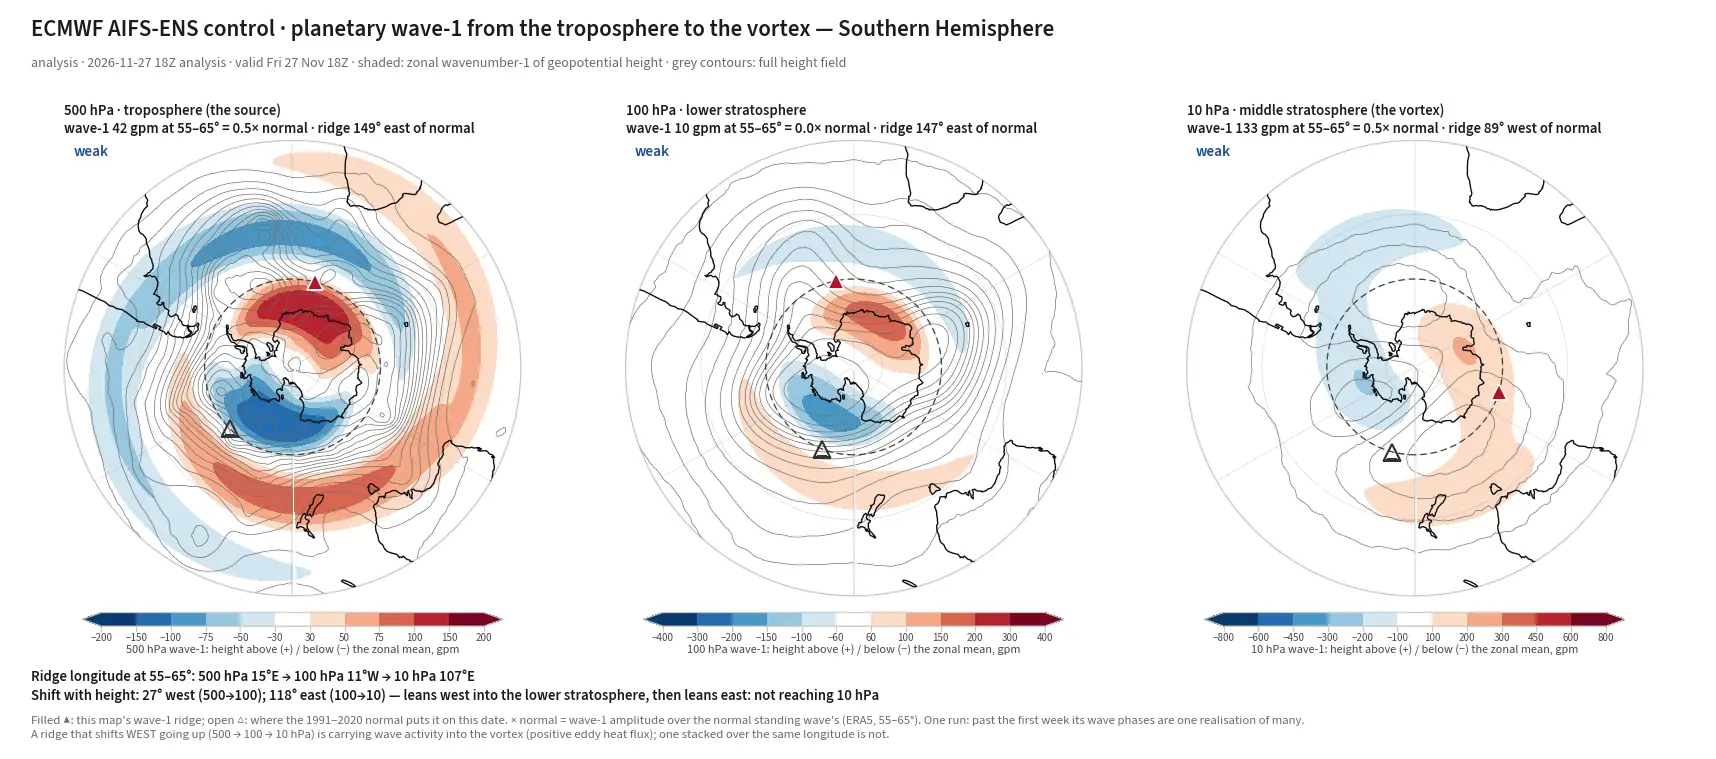 ECMWF AIFS-ENS control · planetary wave-1 from the troposphere to the vortex — Southern Hemisphere
analysis · 2026-11-27 18Z analysis · valid Fri 27 Nov 18Z · shaded: zonal wavenumber-1 of geopotential height · grey contours: full height field
500 hPa · troposphere (the source)
wave-1 42 gpm at 55–65° = 0.5× normal · ridge 149° east of normal
weak
100 hPa · lower stratosphere
wave-1 10 gpm at 55–65° = 0.0× normal · ridge 147° east of normal
weak
10 hPa · middle stratosphere (the vortex)
wave-1 133 gpm at 55–65° = 0.5× normal · ridge 89° west of normal
weak
−200 −150 −100 −75 −50 −30 30 50 75 100 150 200
500 hPa wave-1: height above (+) / below (−) the zonal mean, gpm
−400 −300 −200 −150 −100 −60 60 100 150 200 300 400
100 hPa wave-1: height above (+) / below (−) the zonal mean, gpm
−800 −600 −450 −300 −200 −100 100 200 300 450 600 800
10 hPa wave-1: height above (+) / below (−) the zonal mean, gpm
Ridge longitude at 55–65°: 500 hPa 15°E → 100 hPa 11°W → 10 hPa 107°E
Shift with height: 27° west (500→100); 118° east (100→10) — leans west into the lower stratosphere, then leans east: not reaching 10 hPa
Filled ▲: this map's wave-1 ridge; open △: where the 1991–2020 normal puts it on this date. × normal = wave-1 amplitude over the normal standing wave's (ERA5, 55–65°). One run: past the first week its wave phases are one realisation of many.
A ridge that shifts WEST going up (500 → 100 → 10 hPa) is carrying wave activity into the vortex (positive eddy heat flux); one stacked over the same longitude is not.